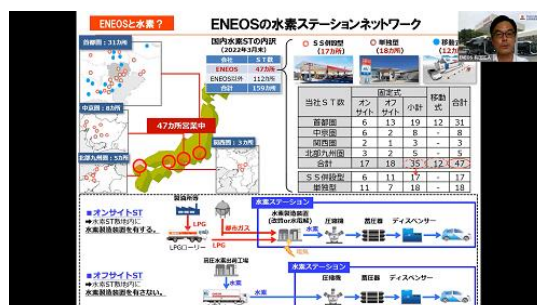 ENEOSと水素？
ENEOSの水素ステーションネットワーク
首都圏：31カ所
中京圏：8カ所
北部九州圏：5カ所
関西圏：3カ所
47カ所営業中
国内水素STの内訳
（2022年3月末）
会社 ST数
ENEOS 47カ所
ENEOS以外 112カ所
合計 159カ所
SS併設型
（17カ所）
単独型
（18カ所）
移動
（12カ
当社ST数 固定式 移動式 合計
オンサイト オフサイト 小計
首都圏 6 13 19 12 31
中京圏 6 2 8 - 8
関西圏 2 1 3 - 3
北部九州圏 3 2 5 - 5
合計 17 18 35 12 47
SS併設型 6 11 17 - 17
単独型 11 7 18 - 18
■オンサイトST
➡水素ST敷地内に
水素製造装置を有する。
製油所等
LPG
LPGローリー
都市ガス
LPG
水素ステーション
水素製造装置
（改質or水電解）
電気
水素
圧縮機
蓄圧器
ディスペンサー
■オフサイトST
➡水素ST敷地内に
水素製造装置を有さない。
水素
水素
水素ステーション
圧縮機
蓄圧器
ディスペンサー